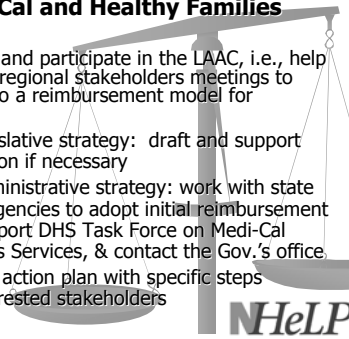 Cal and Healthy Families
and participate in the LAAC, i.e., help
regional stakeholders meetings to
o a reimbursement model for
slative strategy: draft and support
on if necessary
ministrative strategy: work with state
gencies to adopt initial reimbursement
port DHS Task Force on Medi-Cal
s Services, & contact the Gov.'s office
action plan with specific steps
rested stakeholders
NHeLP